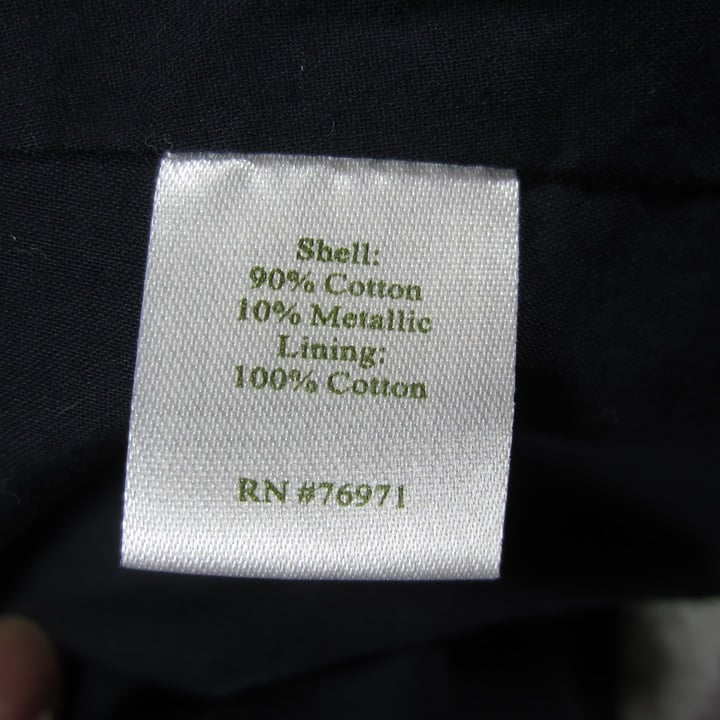 Shell:
90% Cotton
10% Metallic
Lining:
100% Cotton
RN #76971